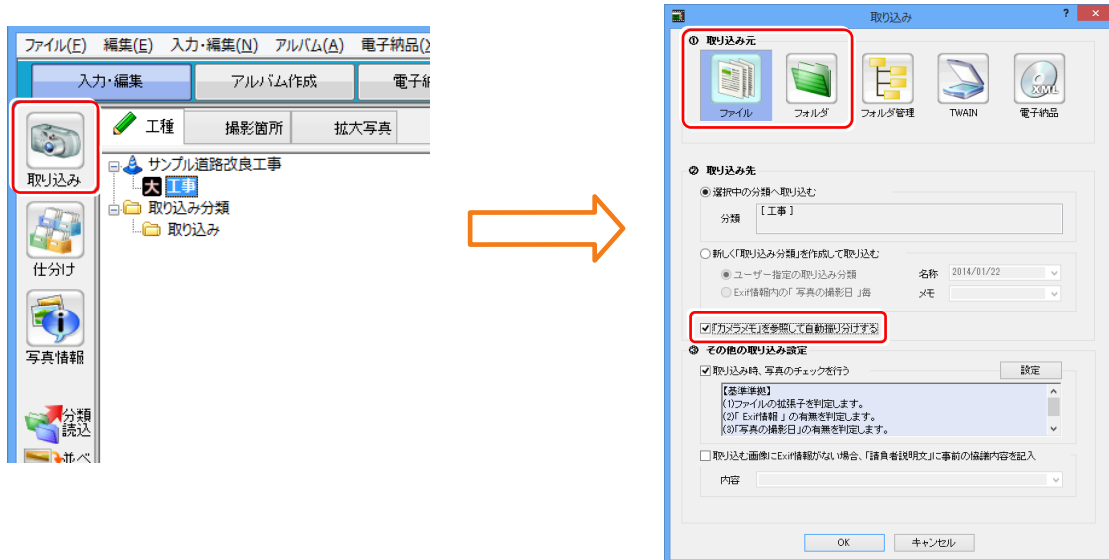 ファイル(F) 編集(E) 入力・編集(N) アルバム(A) 電子納品(X
入力・編集 アルバム作成 電子納
取り込み
工種 撮影箇所 拡大写真
サンプル道路改良工事
大 工事
取り込み分類
取り込み
仕分け
写真情報
分類
読込
並べ
取り込み
? ×
① 取り込み元
ファイル フォルダ フォルダ管理 TWAIN 電子納品
XML
② 取り込み先
選択中の分類へ取り込む
分類 [ 工事 ]
新しく「取り込み分類」を作成して取り込む
ユーザー指定の取り込み分類 名称 2014/01/22
Exif情報内の「 写真の撮影日 」毎 メモ
「カメラメモ」を参照して自動振り分けする
③ その他の取り込み設定
取り込み時、写真のチェックを行う 設定
【基準準拠】
(1)ファイルの拡張子を判定します。
(2)「 Exif情報 」の有無を判定します。
(3)「写真の撮影日」の有無を判定します。
取り込む画像にExif情報がない場合、「請負者説明文」に事前の協議内容を記入
内容
OK キャンセル